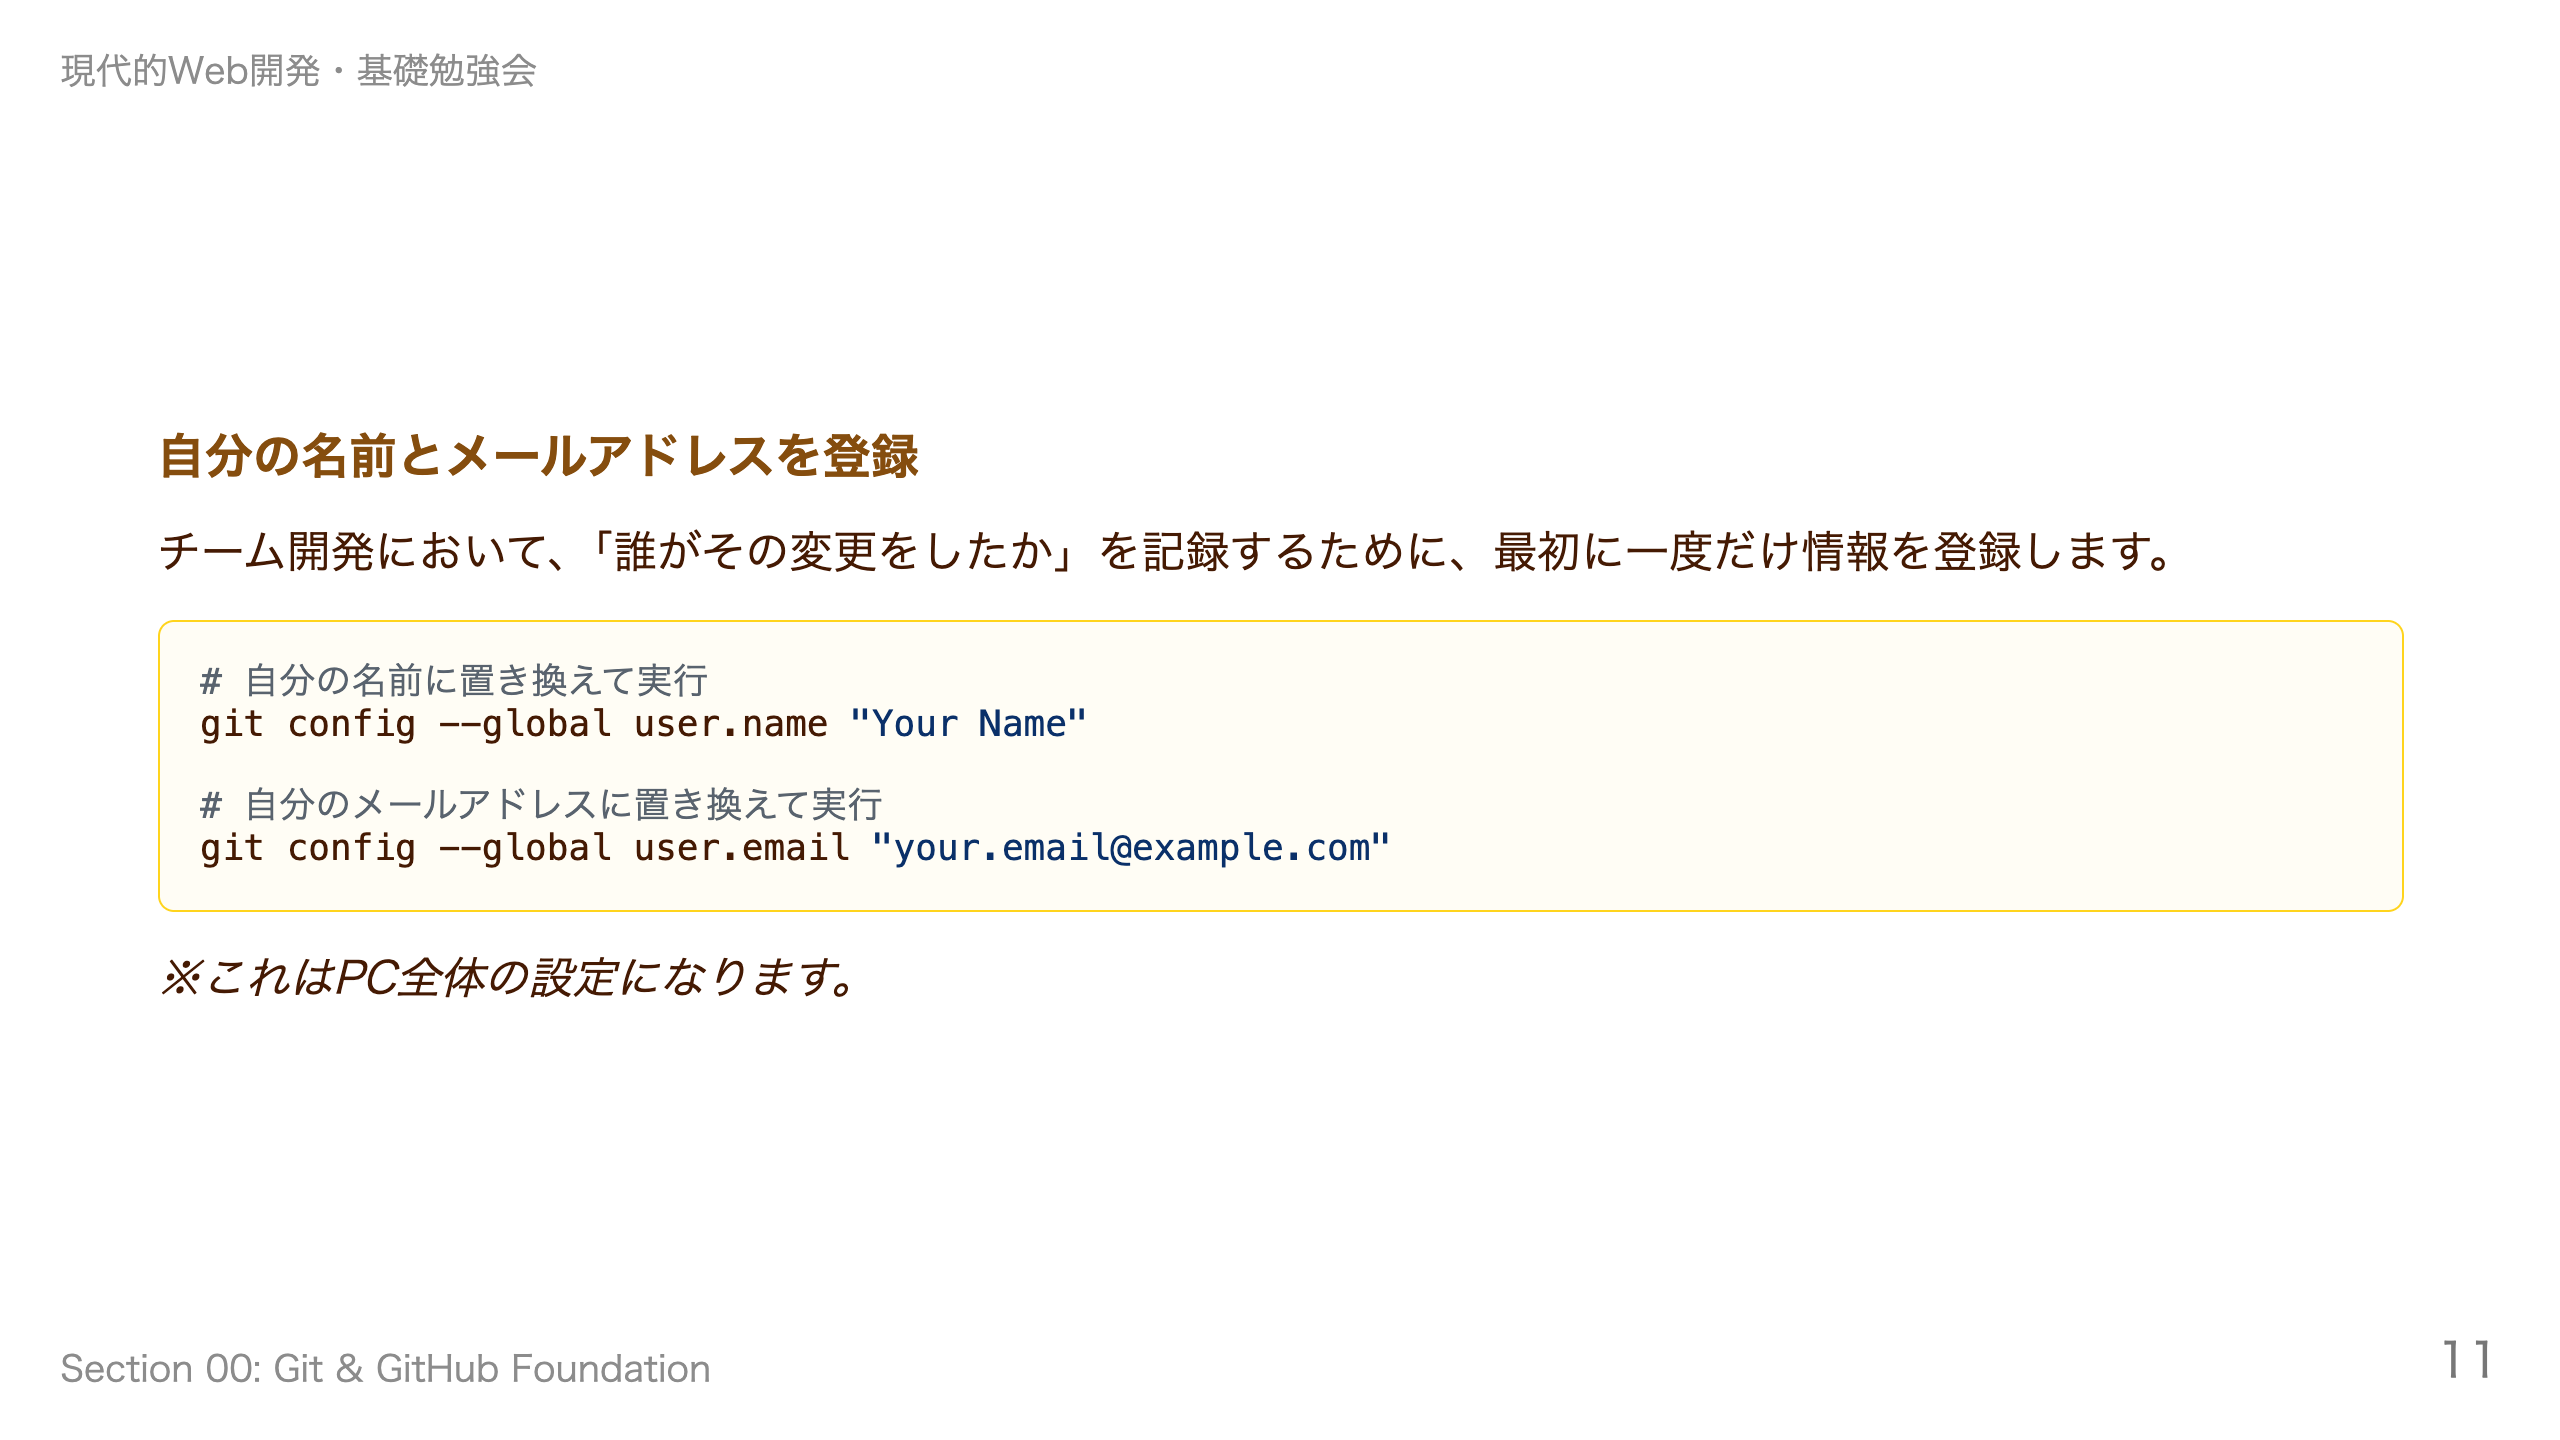 現代的Web開発・基礎勉強会
自分の名前とメールアドレスを登録
チーム開発において、「誰がその変更をしたか」を記録するために、最初に一度だけ情報を登録します。
# 自分の名前に置き換えて実行
git config --global user.name "Your Name"
# 自分のメールアドレスに置き換えて実行
git config --global user.email "your.email@example.com"
※これはPC全体の設定になります。
Section 00: Git & GitHub Foundation
11